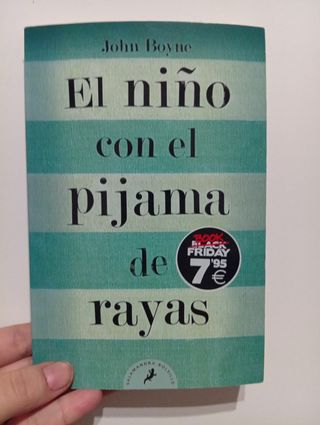 John Boyne
El niño
con el
pijama
de
rayas
BOOK
BLACK
FRIDAY
7'95
€
SALAMANDRA BOLSILLO